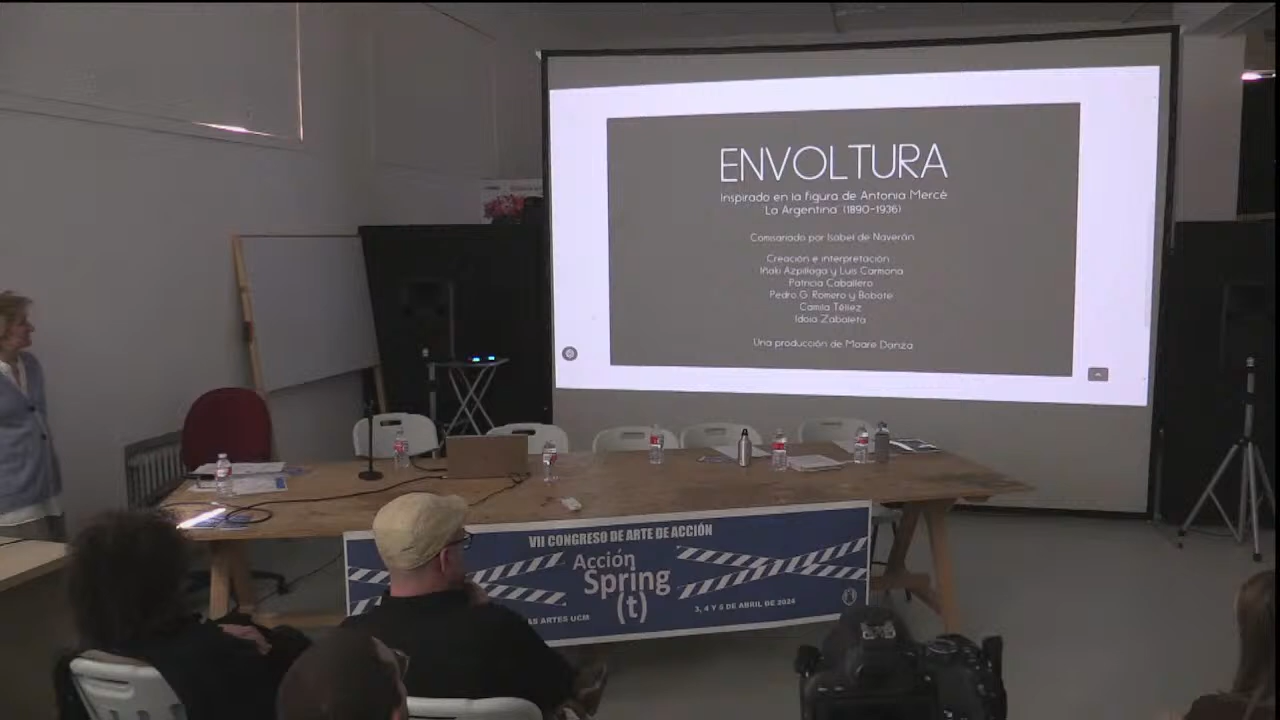 ENVOLTURA
Inspirado en la figura de Antonia Mercé
La Argentina (1890-1936)
Comisariado por Isabel de Naverán
Creación e interpretación
Iñaki Azpillaga y Luis Carmona
Patricia Caballero
Pedro G. Romero y Bobote
Camila Téllez
Idoia Zabaleta
Una producción de Moare Danza
VII CONGRESO DE ARTE DE ACCIÓN
Acción
Spring
(t)
AS ARTES UCM
3, 4 Y 5 DE ABRIL DE 2024